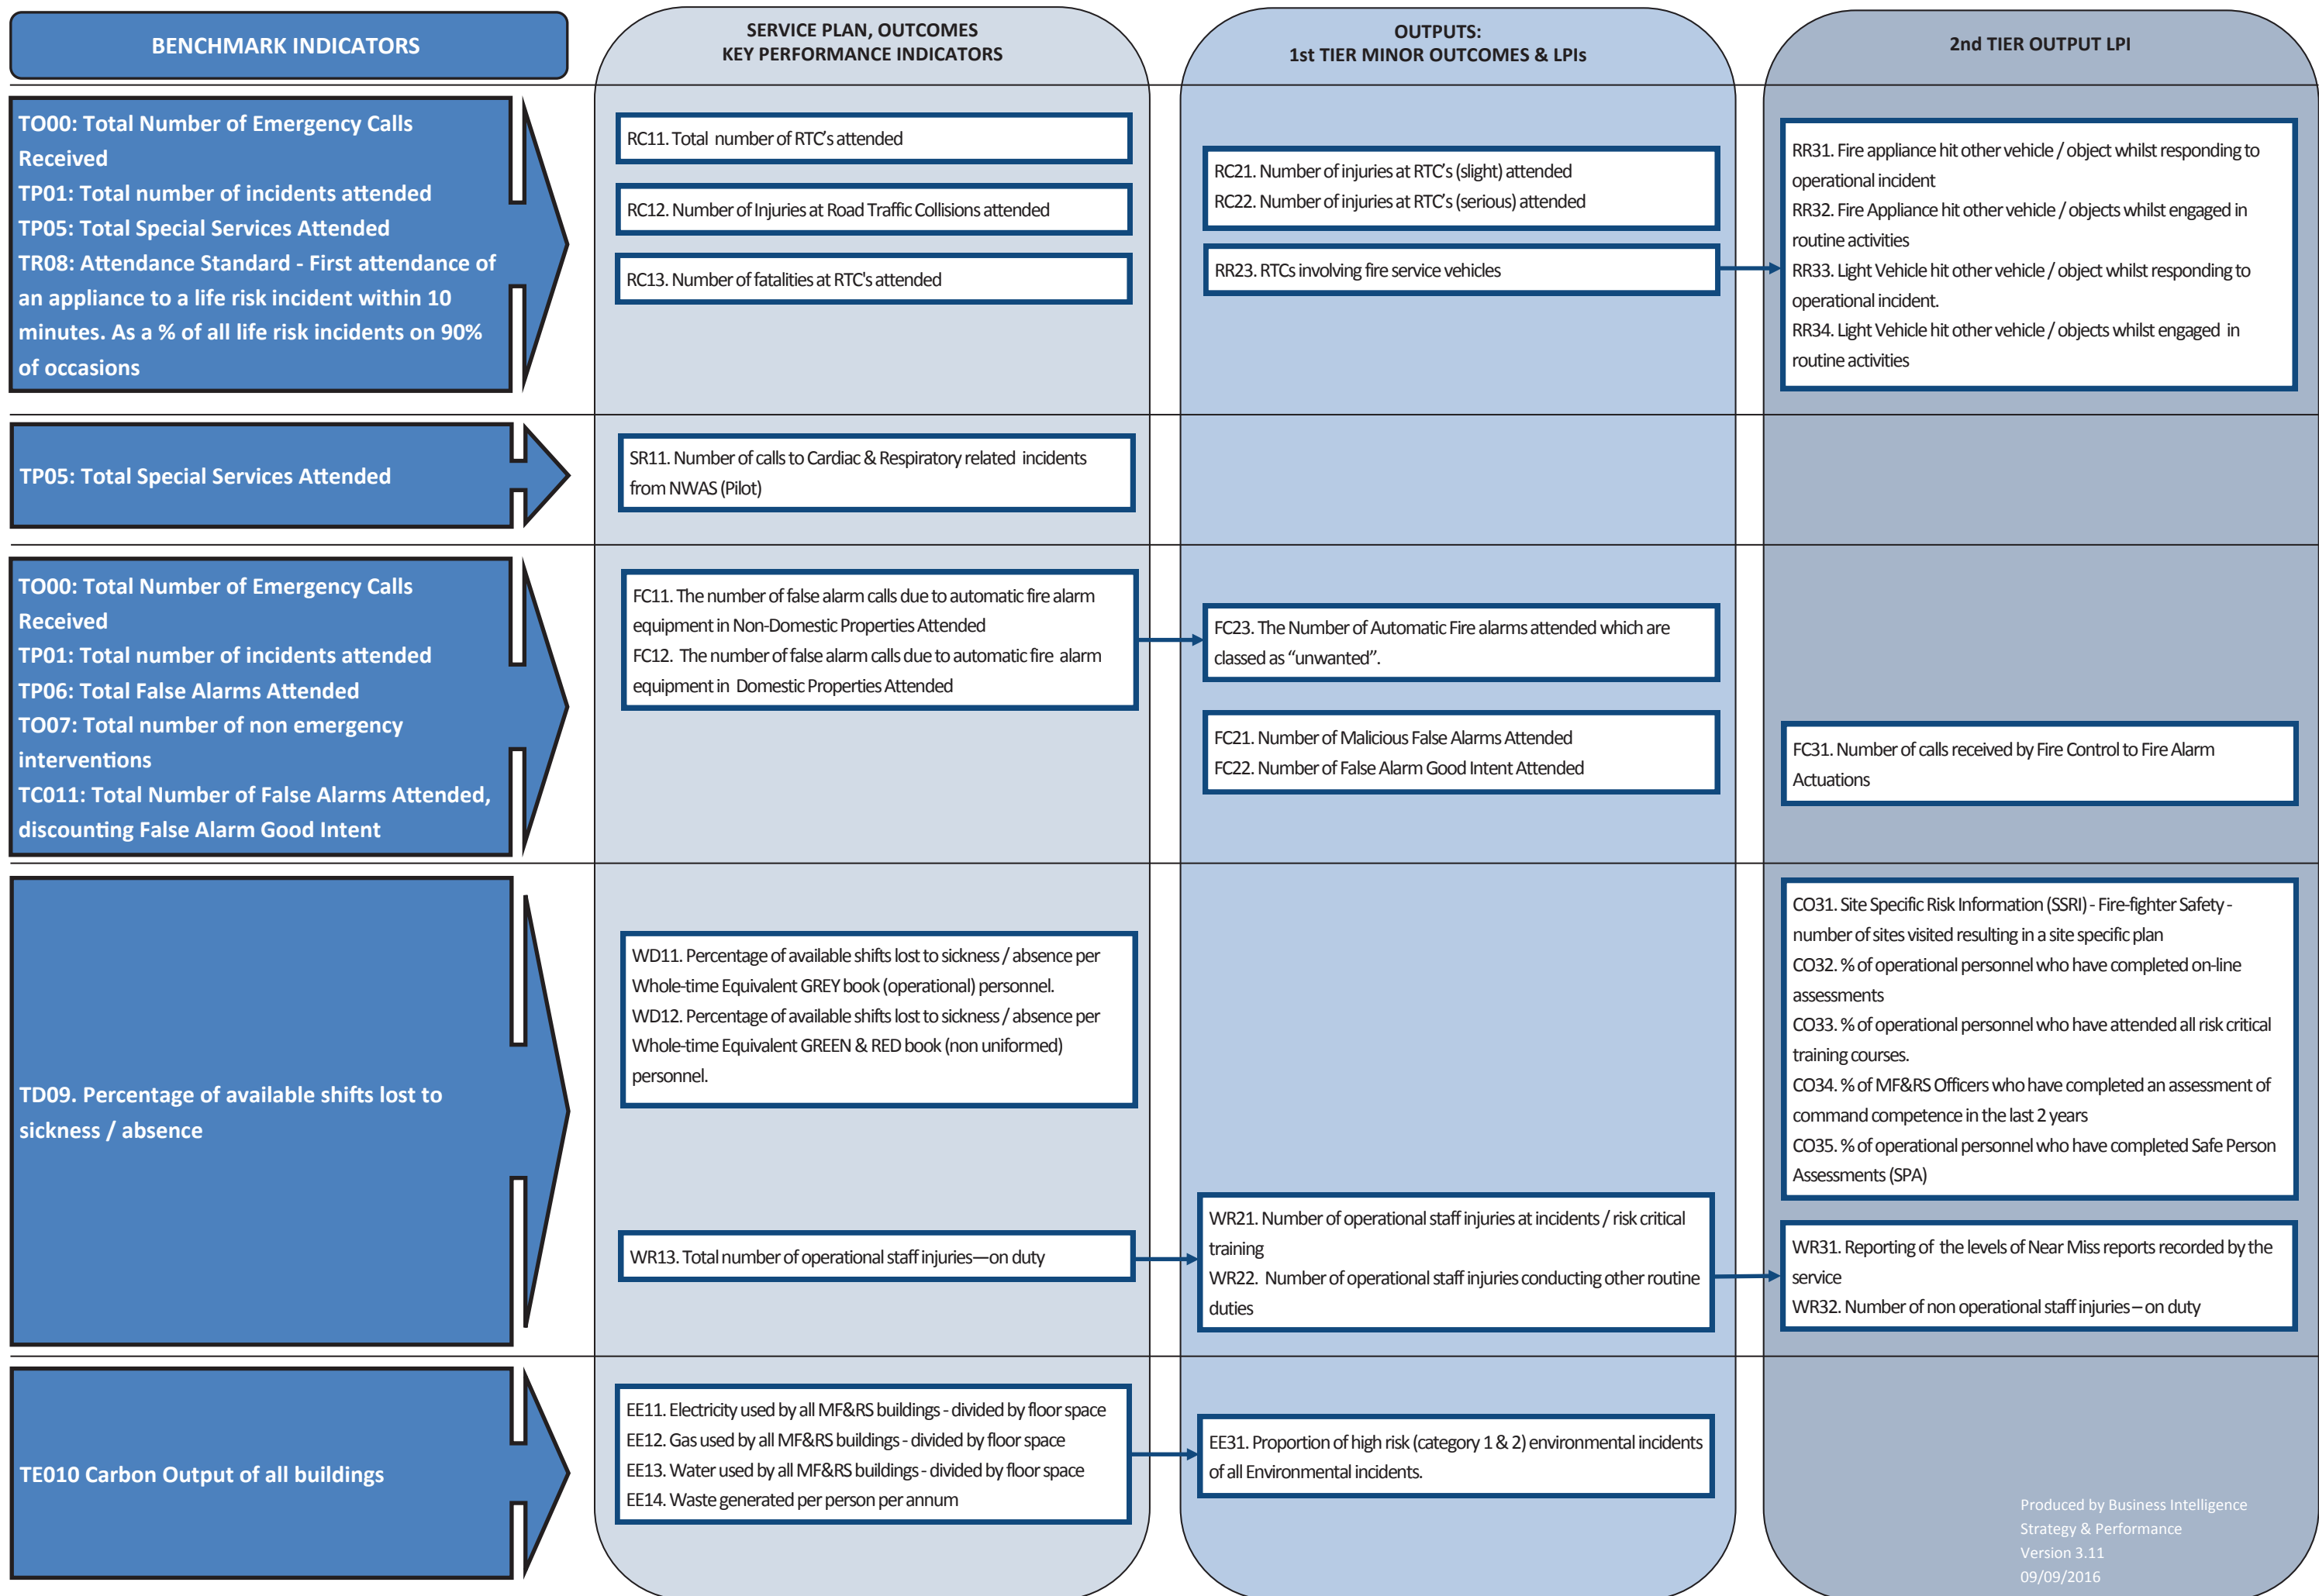 BENCHMARK INDICATORS
SERVICE PLAN, OUTCOMES
KEY PERFORMANCE INDICATORS
OUTPUTS:
1st TIER MINOR OUTCOMES & LPIs
2nd TIER OUTPUT LPI
TO00: Total Number of Emergency Calls
Received
TP01: Total number of incidents attended
TP05: Total Special Services Attended
TR08: Attendance Standard - First attendance of
an appliance to a life risk incident within 10
minutes. As a % of all life risk incidents on 90%
of occasions
RC11. Total number of RTC's attended
RC12. Number of Injuries at Road Traffic Collisions attended
RC13. Number of fatalities at RTC's attended
RC21. Number of injuries at RTC's (slight) attended
RC22. Number of injuries at RTC's (serious) attended
RR23. RTCs involving fire service vehicles
RR31. Fire appliance hit other vehicle / object whilst responding to
operational incident
RR32. Fire Appliance hit other vehicle / objects whilst engaged in
routine activities
RR33. Light Vehicle hit other vehicle / object whilst responding to
operational incident.
RR34. Light Vehicle hit other vehicle / objects whilst engaged in
routine activities
TP05: Total Special Services Attended
SR11. Number of calls to Cardiac & Respiratory related incidents
from NWAS (Pilot)
TO00: Total Number of Emergency Calls
Received
TP01: Total number of incidents attended
TP06: Total False Alarms Attended
TO07: Total number of non emergency
interventions
TC011: Total Number of False Alarms Attended,
discounting False Alarm Good Intent
FC11. The number of false alarm calls due to automatic fire alarm
equipment in Non-Domestic Properties Attended
FC12. The number of false alarm calls due to automatic fire alarm
equipment in Domestic Properties Attended
FC23. The Number of Automatic Fire alarms attended which are
classed as “unwanted”.
FC21. Number of Malicious False Alarms Attended
FC22. Number of False Alarm Good Intent Attended
FC31. Number of calls received by Fire Control to Fire Alarm
Actuations
TD09. Percentage of available shifts lost to
sickness / absence
WD11. Percentage of available shifts lost to sickness / absence per
Whole-time Equivalent GREY book (operational) personnel.
WD12. Percentage of available shifts lost to sickness / absence per
Whole-time Equivalent GREEN & RED book (non uniformed)
personnel.
WR13. Total number of operational staff injuries—on duty
WR21. Number of operational staff injuries at incidents / risk critical
training
WR22. Number of operational staff injuries conducting other routine
duties
CO31. Site Specific Risk Information (SSRI) - Fire-fighter Safety -
number of sites visited resulting in a site specific plan
CO32. % of operational personnel who have completed on-line
assessments
CO33. % of operational personnel who have attended all risk critical
training courses.
CO34. % of MF&RS Officers who have completed an assessment of
command competence in the last 2 years
CO35. % of operational personnel who have completed Safe Person
Assessments (SPA)
WR31. Reporting of the levels of Near Miss reports recorded by the
service
WR32. Number of non operational staff injuries – on duty
TE010 Carbon Output of all buildings
EE11. Electricity used by all MF&RS buildings - divided by floor space
EE12. Gas used by all MF&RS buildings - divided by floor space
EE13. Water used by all MF&RS buildings - divided by floor space
EE14. Waste generated per person per annum
EE31. Proportion of high risk (category 1 & 2) environmental incidents
of all Environmental incidents.
Produced by Business Intelligence
Strategy & Performance
Version 3.11
09/09/2016